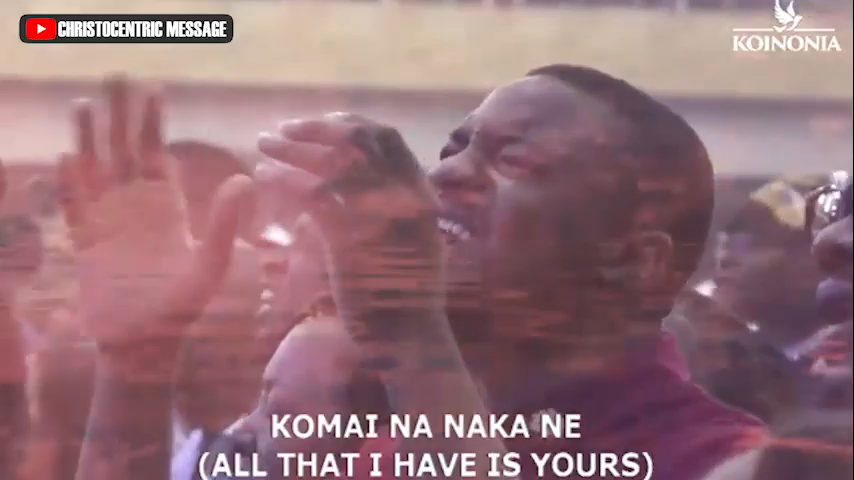 CHRISTOCENTRIC MESSAGE
KOINONIA
KOMAI NA NAKA NE
(ALL THAT I HAVE IS YOURS)